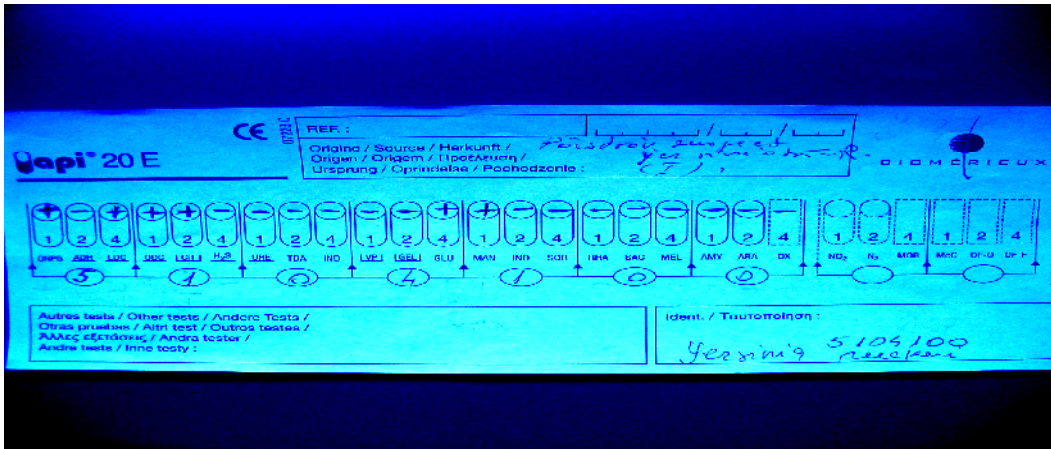 CE
07223 C
REF. :
Origine / Source / Herkunft /
Origen / Origem / Προέλευση /
Ursprung / Oprindelse / Pochodzenie :
(I),
api® 20 E
BIOMÉRIEUX
+ - + + + - - - - - - + + - - - - - - - -
1 2 4 1 2 4 1 2 4 1 2 4 1 2 4 1 2 4 1 2 4 1 2 4 1 2 4
ONPG ADH LDC ODC CIT H₂S URE TDA IND VP GEL GLU MAN INO SOR RHA SAC MEL AMY ARA OX NO₂ N₂ MOB McC OF-O OF-F
5 1 0 4 1 0 0
Autres tests / Other tests / Andere Tests /
Otras pruebas / Altri test / Outros testes /
Άλλες εξετάσεις / Andra tester /
Andre tests / Inne testy :
Ident. / Ταυτοποίηση :
5104100
Yersinia